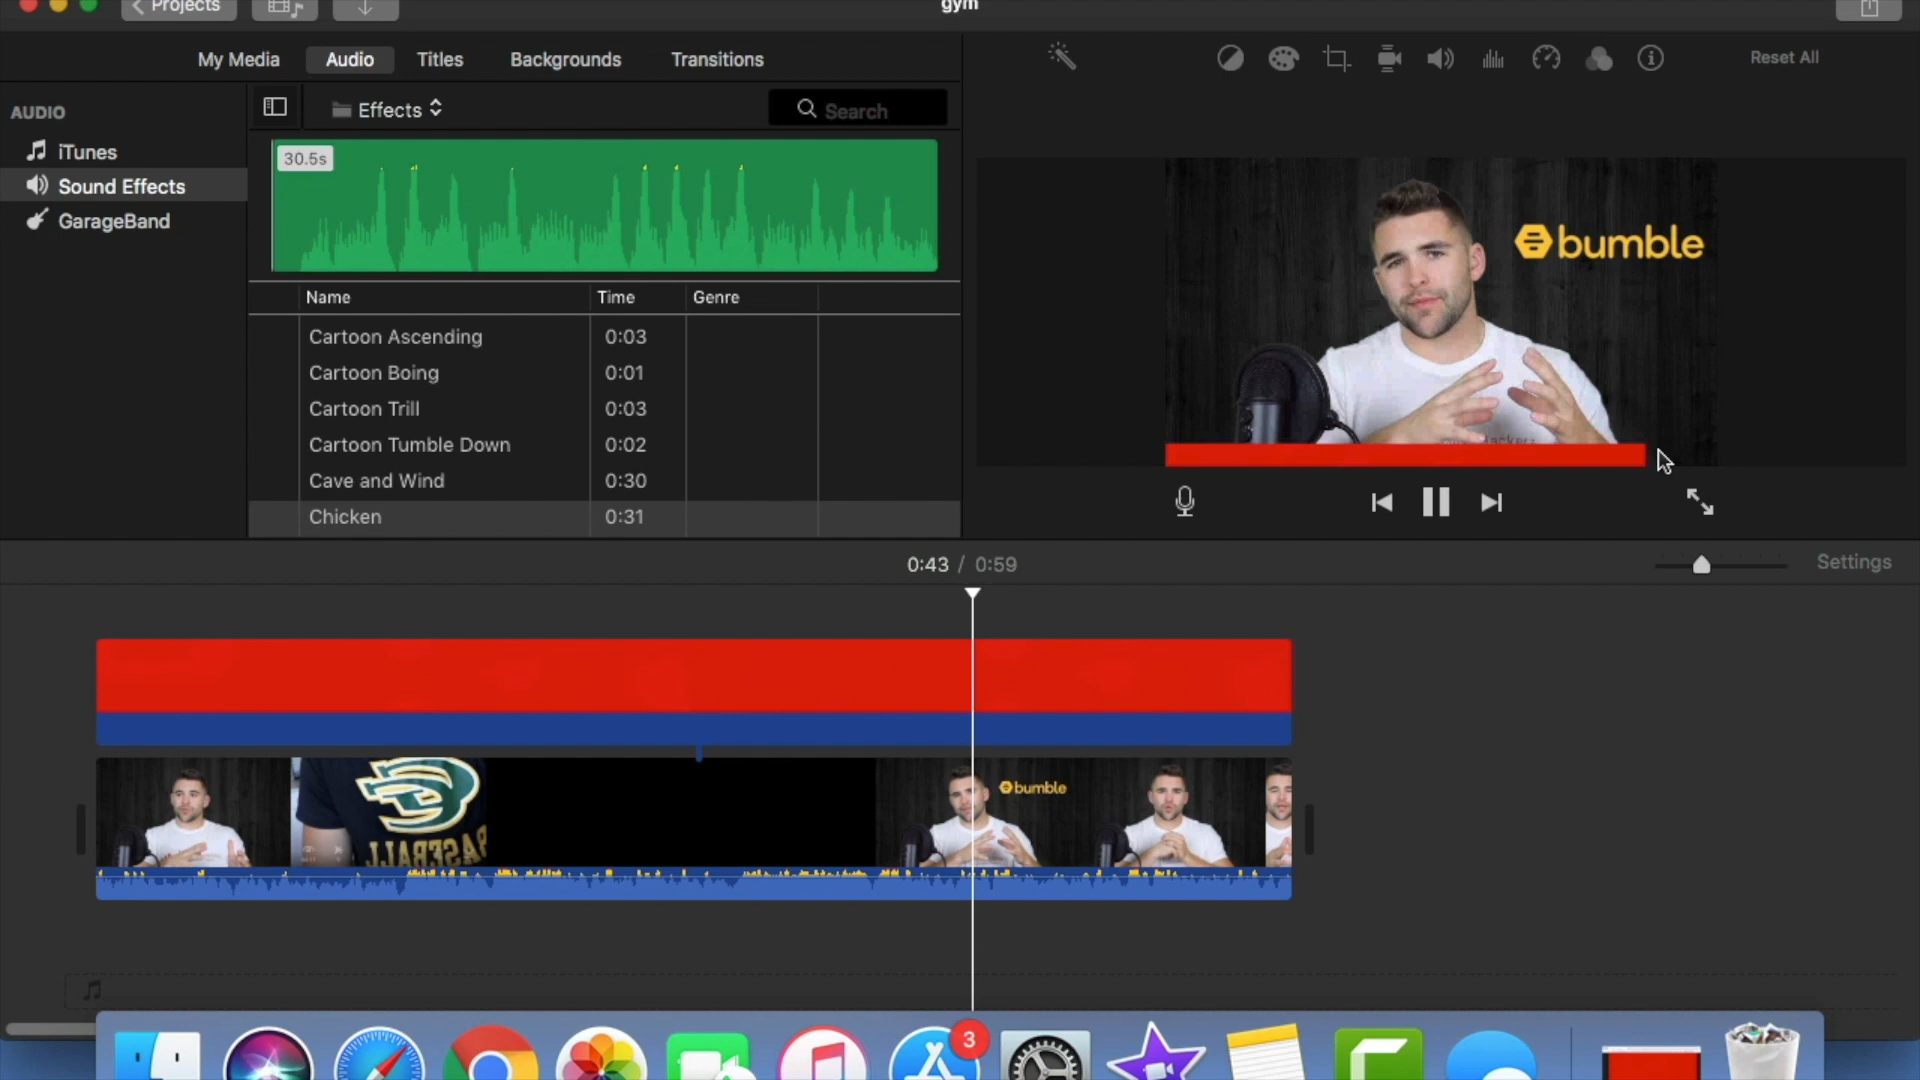 Projects
gym
My Media Audio Titles Backgrounds Transitions
Reset All
AUDIO
iTunes
Sound Effects
GarageBand
Effects
Search
30.5s
Name Time Genre
Cartoon Ascending 0:03
Cartoon Boing 0:01
Cartoon Trill 0:03
Cartoon Tumble Down 0:02
Cave and Wind 0:30
Chicken 0:31
bumble
0:43 / 0:59
Settings
bumble
BASEBALL
3